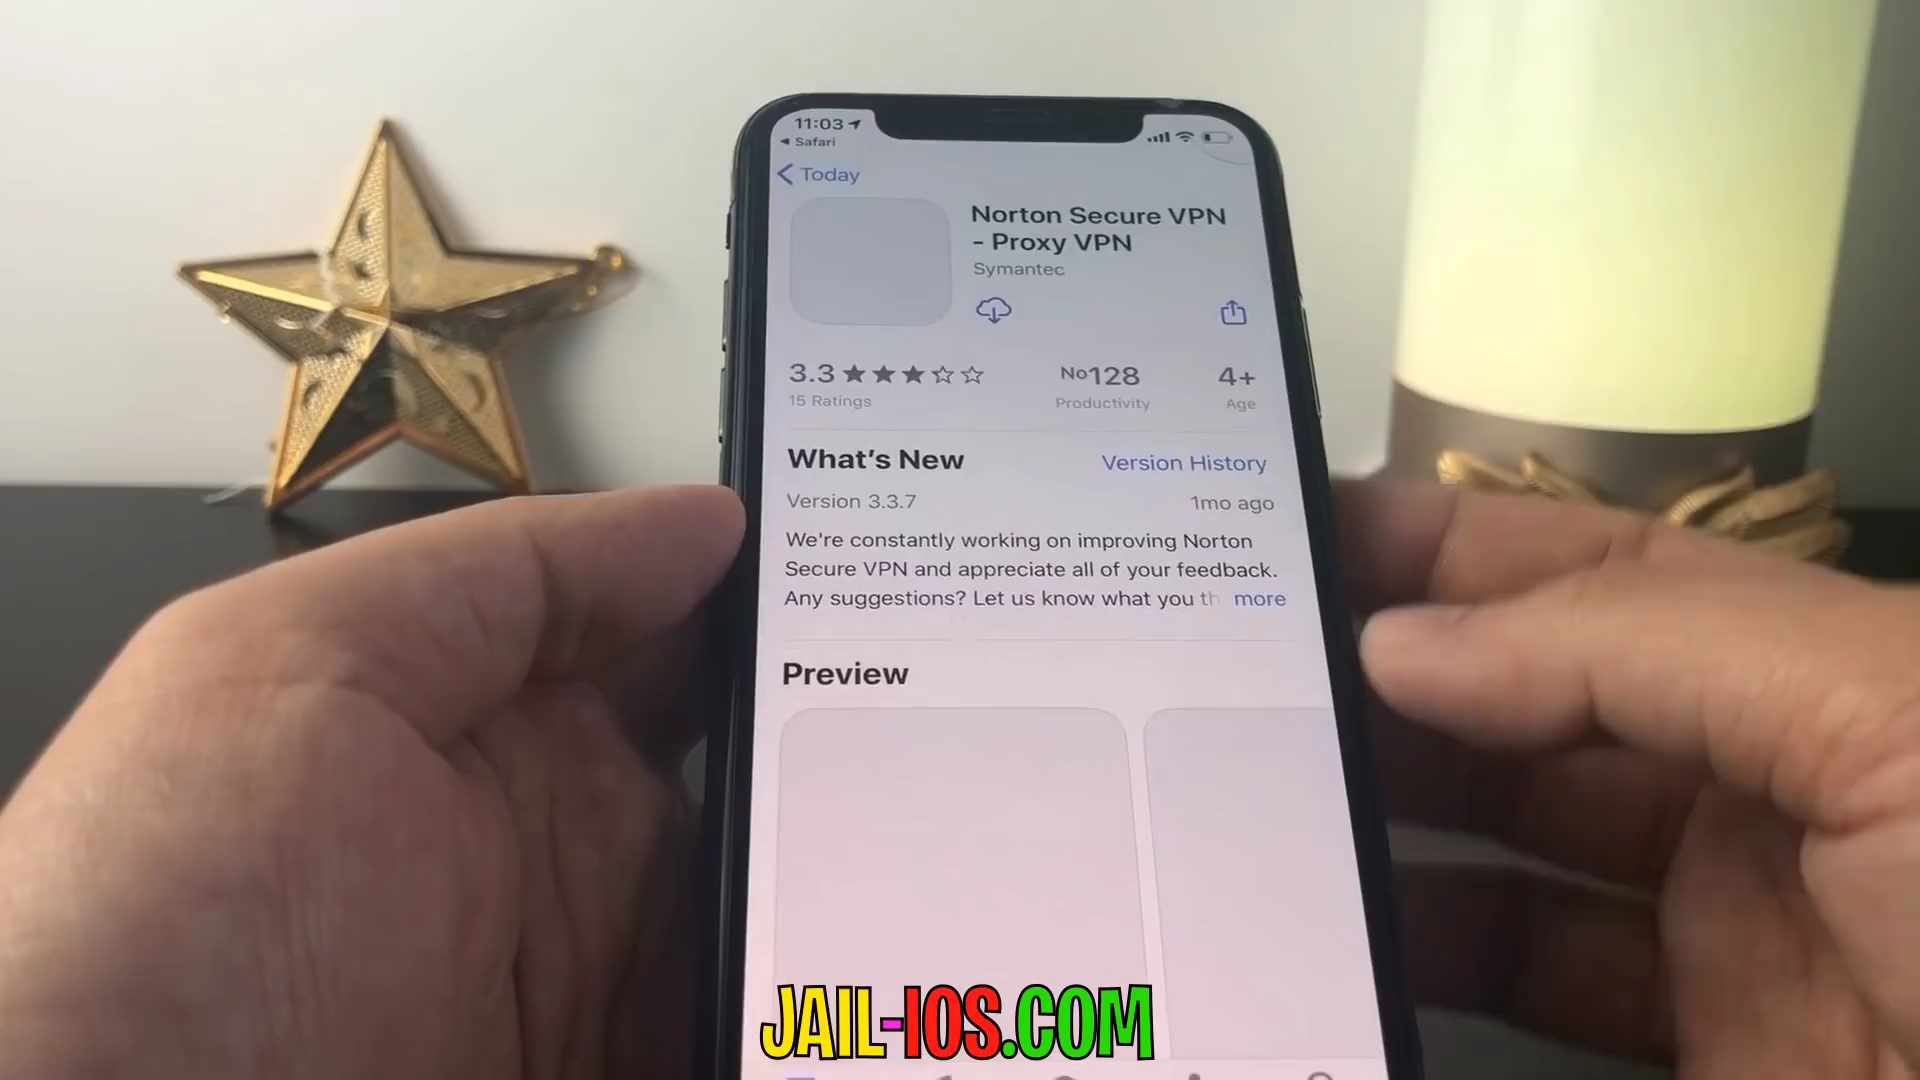 11:03
Safari
Today
Norton Secure VPN
- Proxy VPN
Symantec
3.3
No128
4+
15 Ratings
Productivity
Age
What's New
Version History
Version 3.3.7
1mo ago
We're constantly working on improving Norton
Secure VPN and appreciate all of your feedback.
Any suggestions? Let us know what you th more
Preview
JAIL-IOS.COM